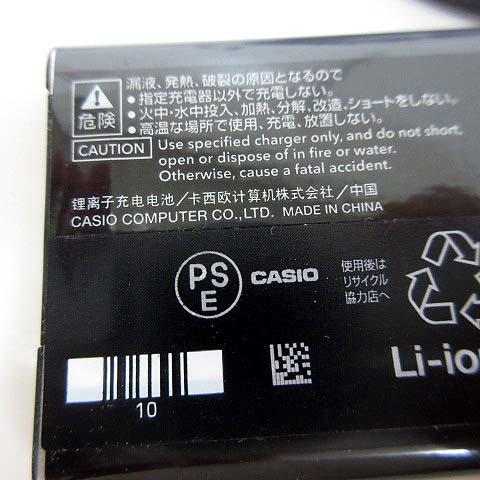 漏液、発熱、破裂の原因となるので
•指定充電器以外で充電しない。
•火中・水中投入、加熱、分解、改造、ショートをしない。
•高温な場所で使用、充電、放置しない。
危険
CAUTION
Use specified charger only, and do not short,
open or dispose of in fire or water.
Otherwise, cause a fatal accident.
锂离子充电电池/卡西欧计算机株式会社/中国
CASIO COMPUTER CO.,LTD. MADE IN CHINA
PS
E
CASIO
使用後は
リサイクル
協力店へ
10